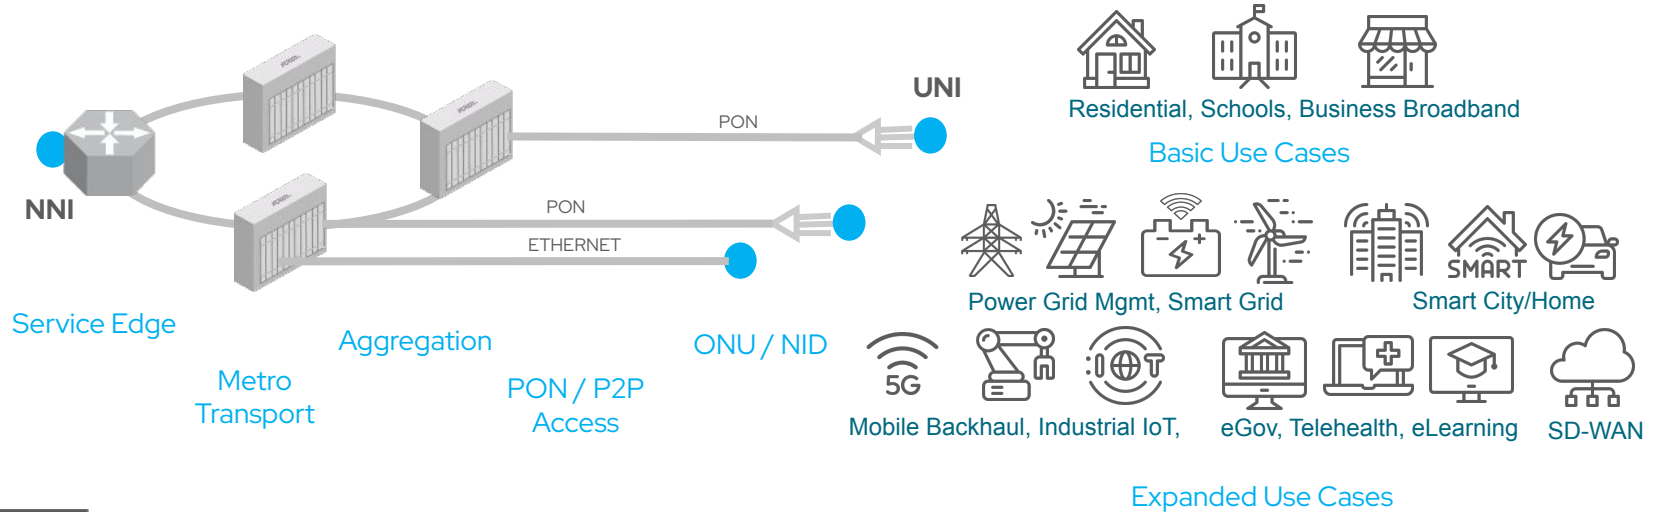 UNI
PON
NNI
PON
ETHERNET
Service Edge
Aggregation
ONU / NID
Metro
Transport
PON / P2P
Access
Residential, Schools, Business Broadband
Basic Use Cases
SMART
Power Grid Mgmt, Smart Grid
Smart City/Home
5G
I T
Mobile Backhaul, Industrial IoT,
eGov, Telehealth, eLearning
SD-WAN
Expanded Use Cases